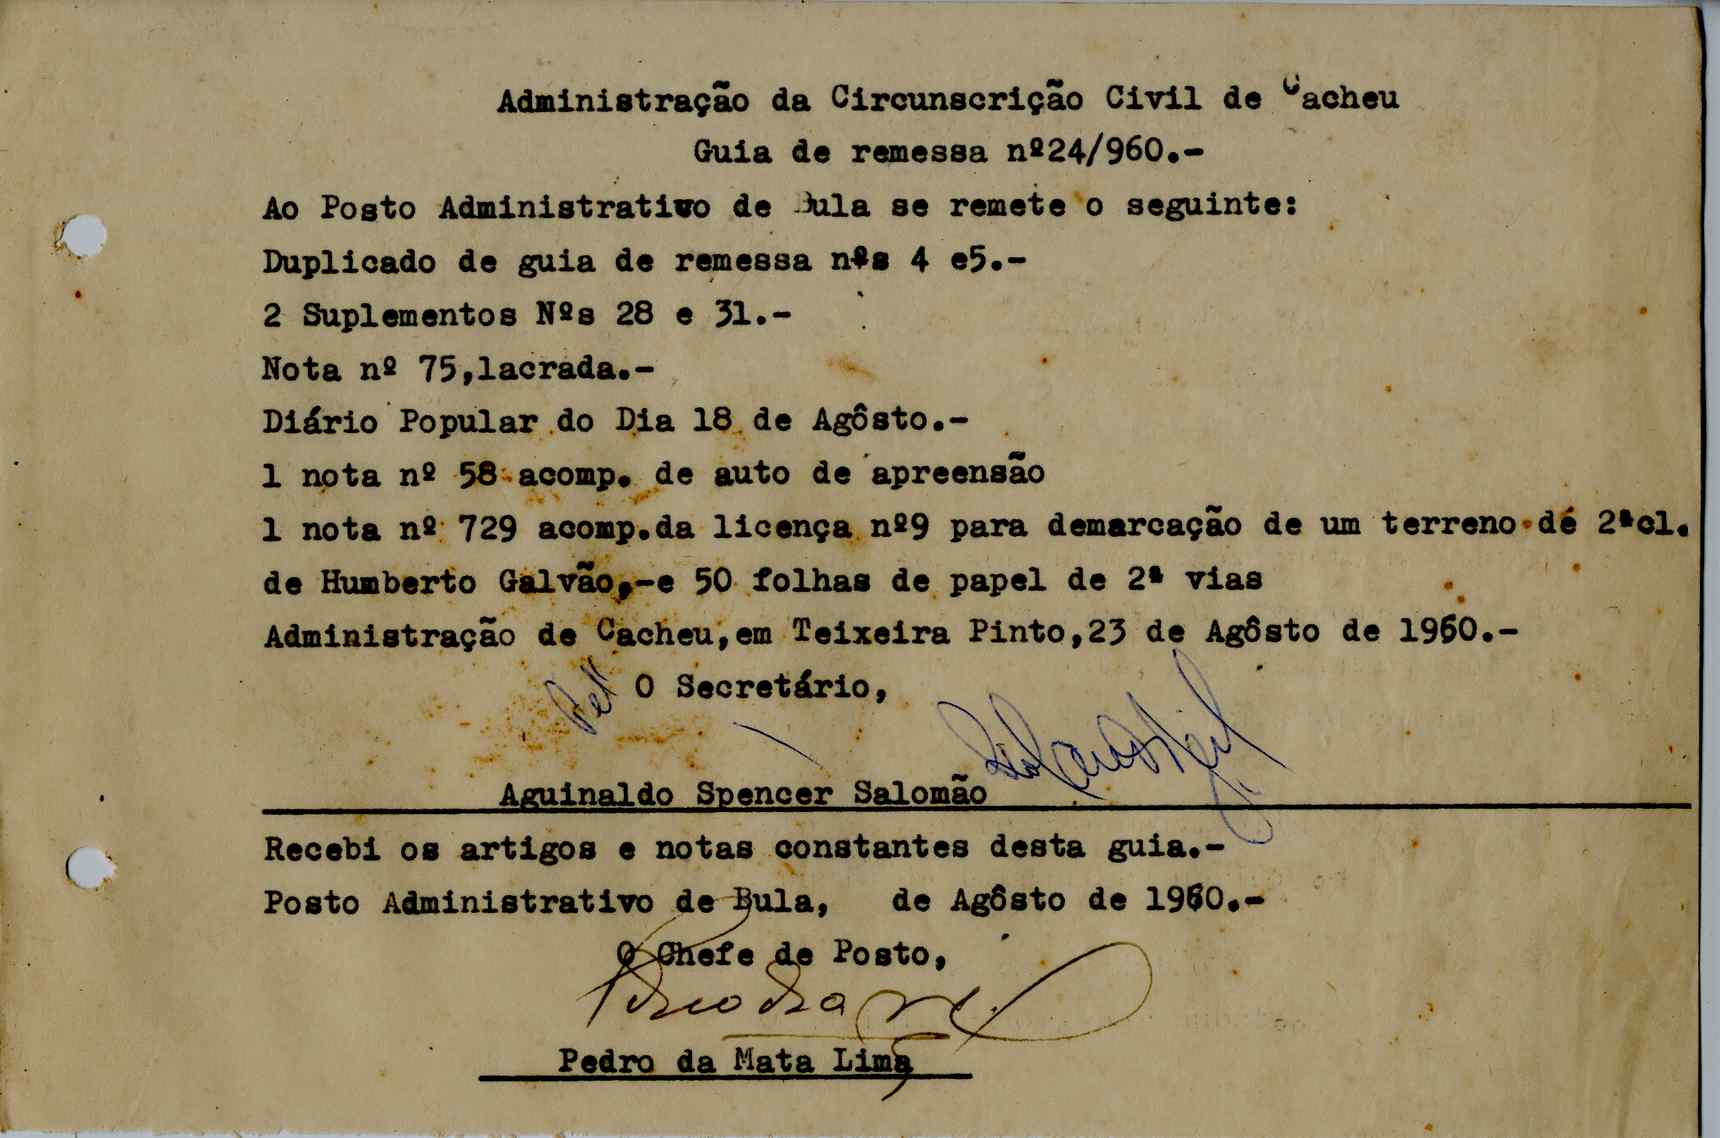 Administração da Circunscrição Civil de Cacheu
Guia de remessa nº24/960.-
Ao Posto Administrativo de Bula se remete o seguinte:
Duplicado de guia de remessa nºs 4 e5.-
2 Suplementos Nºs 28 e 31.-
Nota nº 75,lacrada.-
Diário Popular do Dia 18 de Agôsto.-
1 nota nº 58 acomp. de auto de apreensão
1 nota nº 729 acomp.da licença nº9 para demarcação de um terreno de 2ªcl.
de Humberto Galvão,-e 50 folhas de papel de 2ª vias
Administração de Cacheu,em Teixeira Pinto,23 de Agôsto de 1960.-
Pel' O Secretário,
Aguinaldo Spencer Salomão
Recebi os artigos e notas constantes desta guia.-
Posto Administrativo de Bula, de Agôsto de 1960.-
O Chefe de Posto,
Pedro da Mata Lima